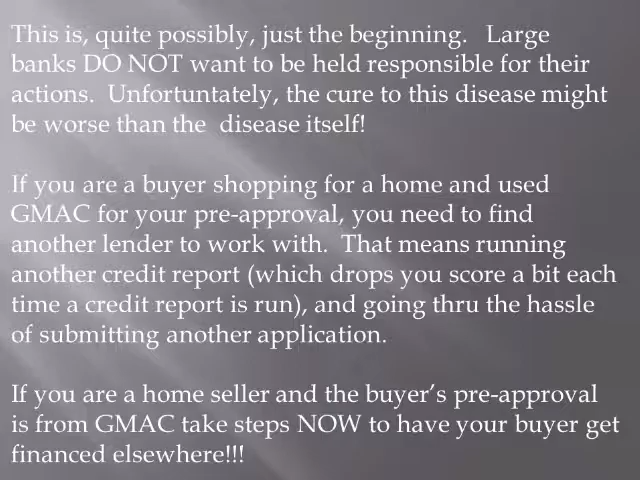 This is, quite possibly, just the beginning.   Large
banks DO NOT want to be held responsible for their
actions.  Unfortuntately, the cure to this disease might
be worse than the  disease itself!
If you are a buyer shopping for a home and used
GMAC for your pre-approval, you need to find
another lender to work with.  That means running
another credit report (which drops you score a bit each
time a credit report is run), and going thru the hassle
of submitting another application.
If you are a home seller and the buyer’s pre-approval
is from GMAC take steps NOW to have your buyer get
financed elsewhere!!!